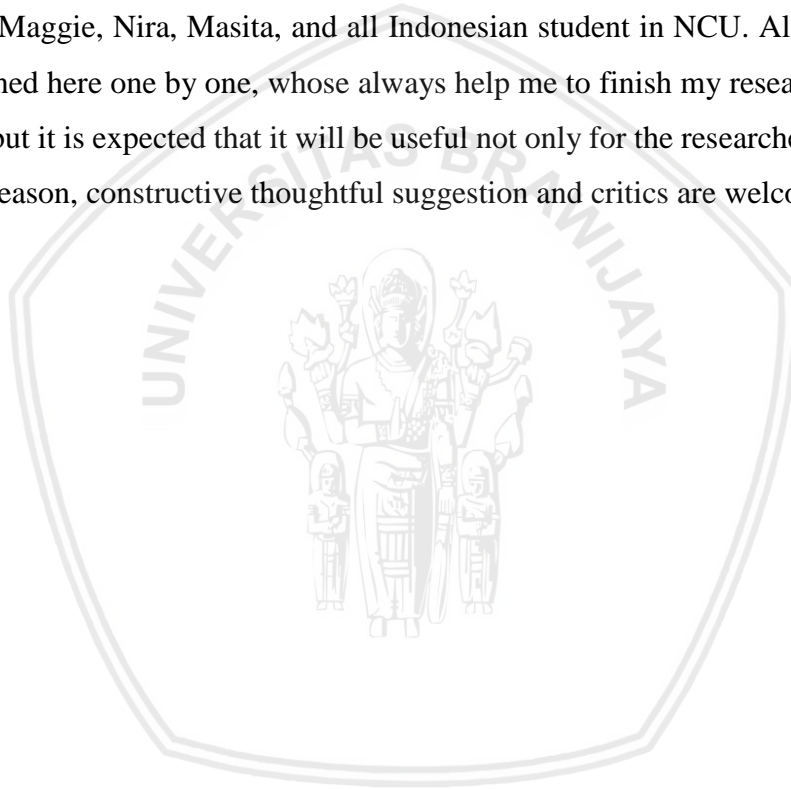 Maggie, Nira, Masita, and all Indonesian student in NCU. Al
ned here one by one, whose always help me to finish my resea
out it is expected that it will be useful not only for the researche
eason, constructive thoughtful suggestion and critics are welco
UNIVERSITAS BRAWIJAYA